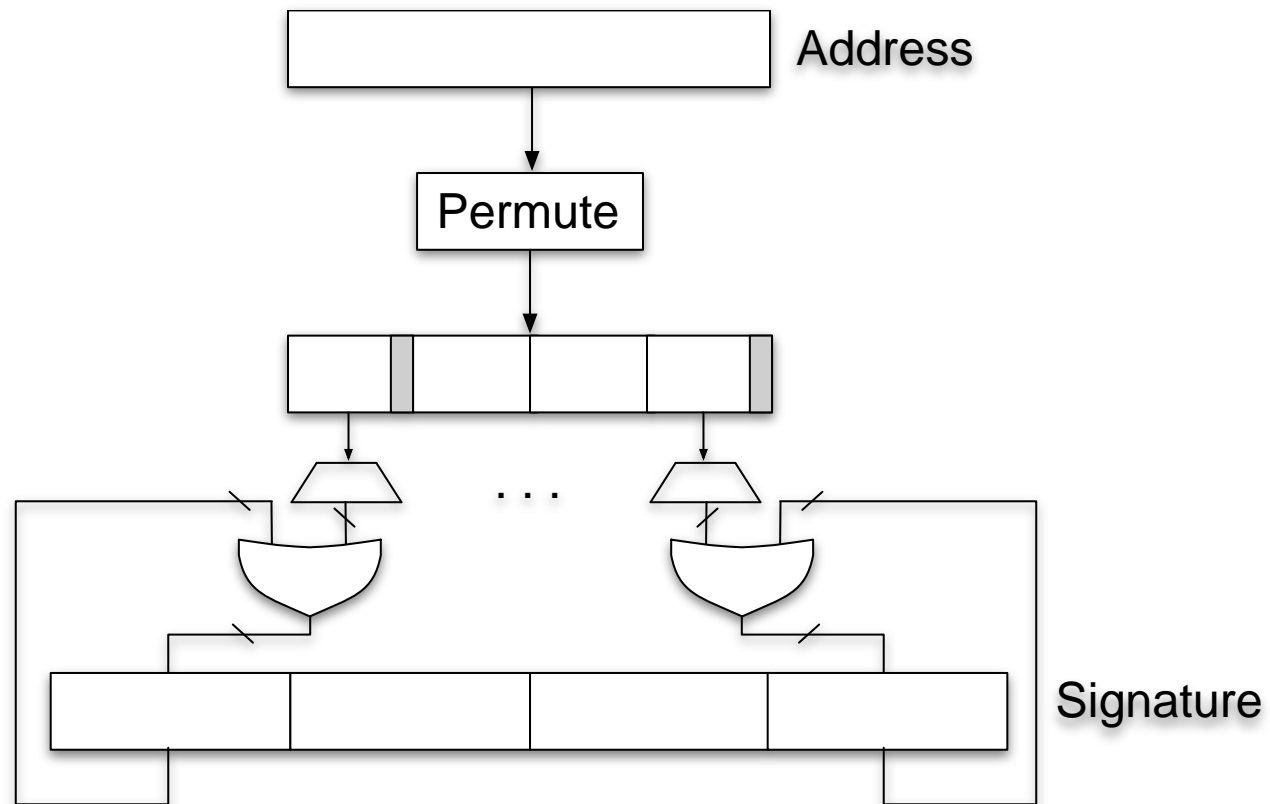 Address
Permute
. . .
Signature